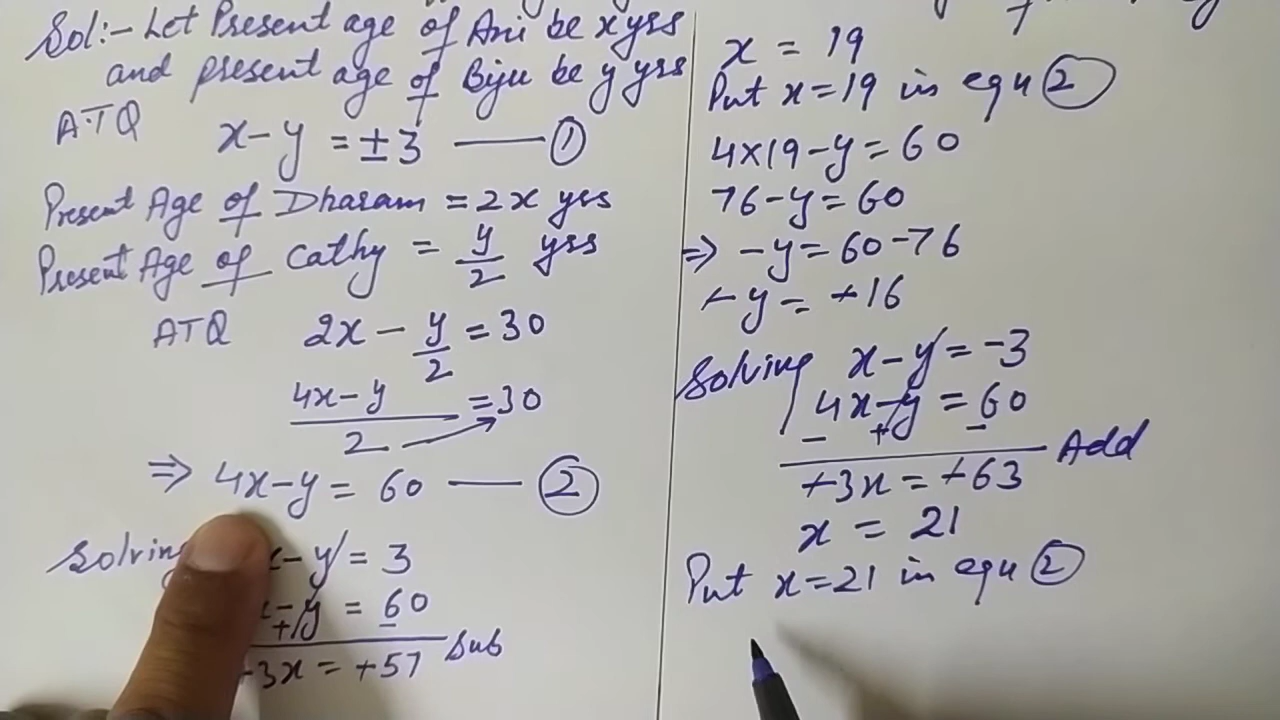 Sol:- Let Present age of Ani be x yrs
and present age of Biju be y yrs
ATQ
x-y = ±3 —— ①
Present Age of Dharam = 2x yrs
Present Age of Cathy = y/2 yrs
ATQ 2x - y/2 = 30
4x-y/2 = 30
⇒ 4x-y = 60 —— ②
Solving x-y = 3
x-y = 60
+ -
-3x = +57 Sub
x = 19
Put x=19 in equ ②
4×19-y=60
76-y=60
⇒ -y=60-76
+y = +16
Solving x-y=-3
4x-y=60
- + -
+3x = +63 Add
x = 21
Put x=21 in equ ②